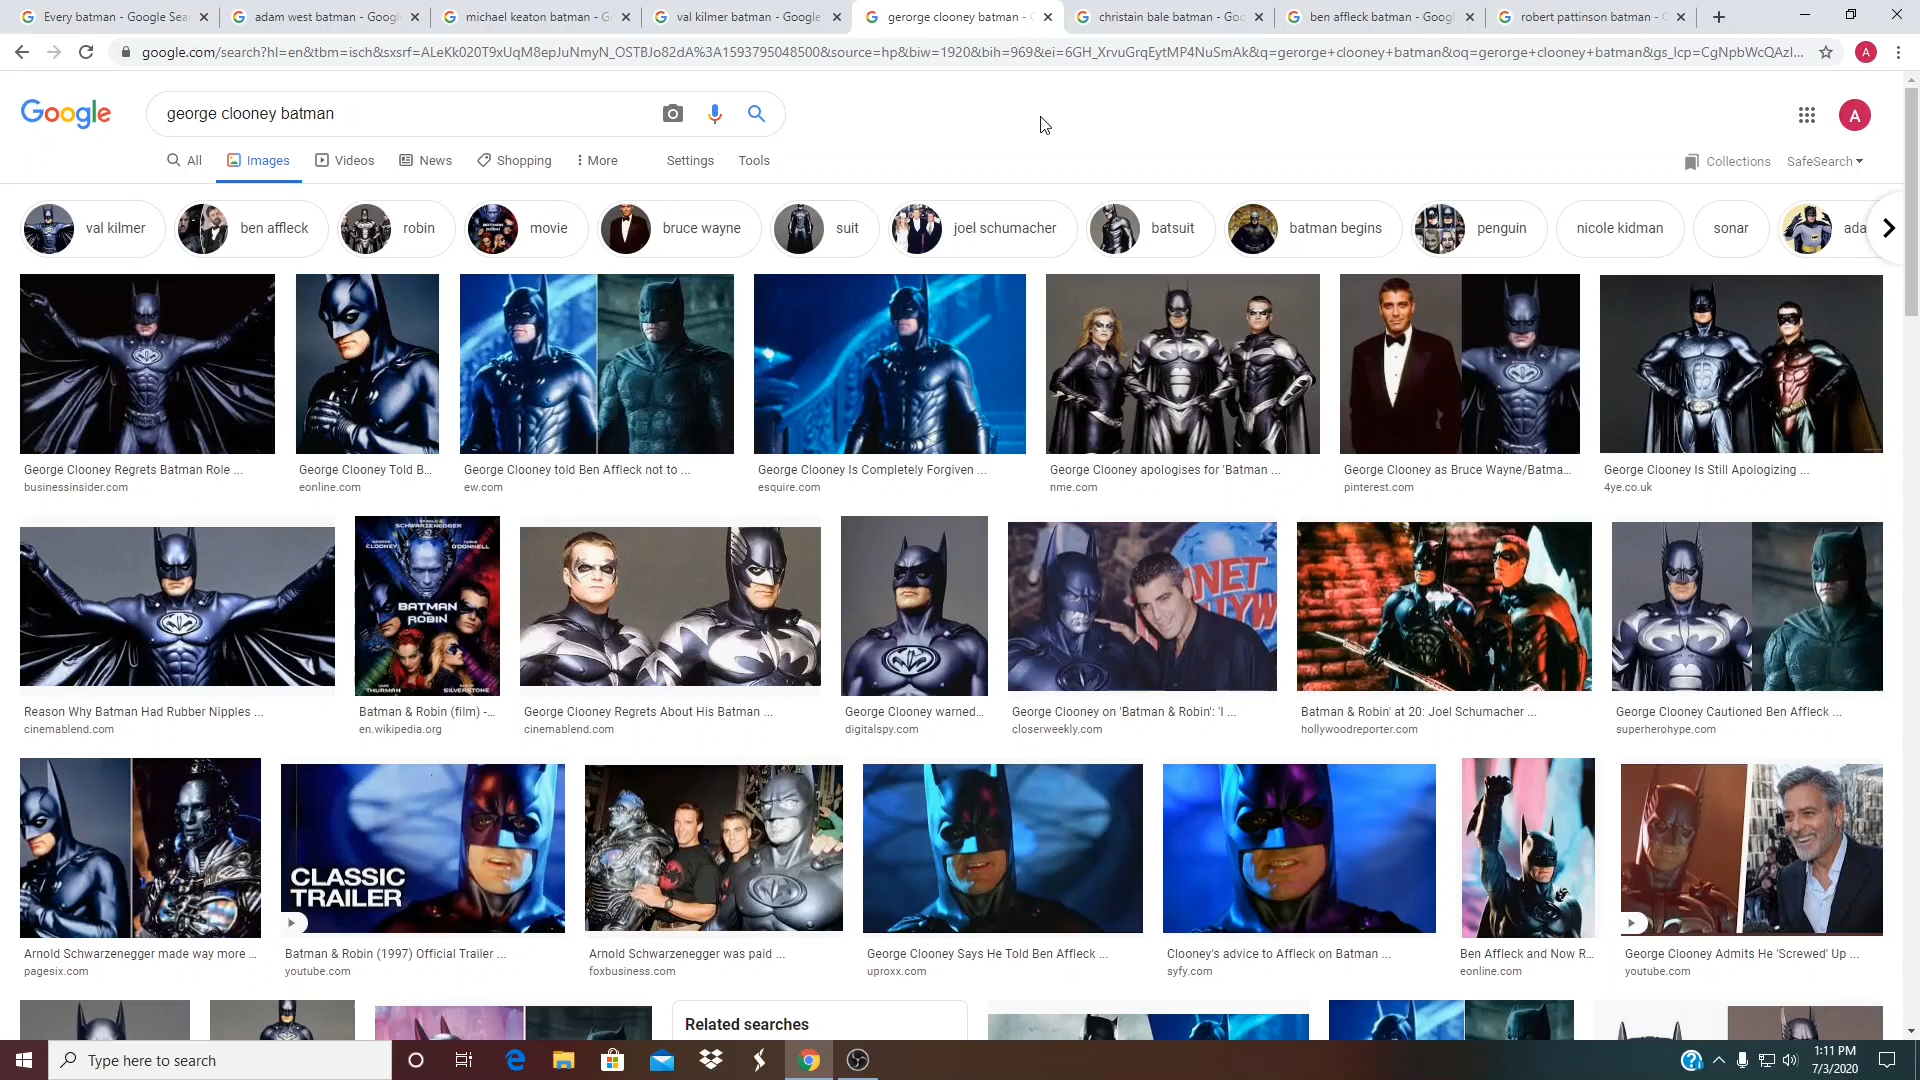 Every batman - Google Sea
adam west batman - Googl
michael keaton batman - G
val kilmer batman - Google
gerorge clooney batman -
christain bale batman - Goo
ben affleck batman - Googl
robert pattinson batman - G
google.com/search?hl=en&tbm=isch&sxsrf=ALeKk020T9xUqM8epJuNmyN_OSTBJo82dA%3A1593795048500&source=hp&biw=1920&bih=969&ei=6GH_XrvuGrqEytMP4NuSmAk&q=gerorge+clooney+batman&oq=gerorge+clooney+batman&gs_lcp=CgNpbWcQAzI...
A
Google
george clooney batman
A
All
Images
Videos
News
Shopping
More
Settings
Tools
Collections
SafeSearch
val kilmer
ben affleck
robin
movie
bruce wayne
suit
joel schumacher
batsuit
batman begins
penguin
nicole kidman
sonar
ada
George Clooney Regrets Batman Role ...
businessinsider.com
George Clooney Told B...
eonline.com
George Clooney told Ben Affleck not to ...
ew.com
George Clooney Is Completely Forgiven ...
esquire.com
George Clooney apologises for 'Batman ...
nme.com
George Clooney as Bruce Wayne/Batma...
pinterest.com
George Clooney Is Still Apologizing ...
4ye.co.uk
SCHWARZENEGGER
CLOONEY
O'DONNELL
BATMAN
ROBIN
THURMAN
SILVERSTONE
NET
LLYW
Reason Why Batman Had Rubber Nipples ...
cinemablend.com
Batman & Robin (film) -...
en.wikipedia.org
George Clooney Regrets About His Batman ...
cinemablend.com
George Clooney warned...
digitalspy.com
George Clooney on 'Batman & Robin': 'I ...
closerweekly.com
Batman & Robin' at 20: Joel Schumacher ...
hollywoodreporter.com
George Clooney Cautioned Ben Affleck ...
superherohype.com
CLASSIC
TRAILER
Arnold Schwarzenegger made way more ...
pagesix.com
Batman & Robin (1997) Official Trailer ...
youtube.com
Arnold Schwarzenegger was paid ...
foxbusiness.com
George Clooney Says He Told Ben Affleck ...
uproxx.com
Clooney's advice to Affleck on Batman ...
syfy.com
Ben Affleck and Now R...
eonline.com
George Clooney Admits He 'Screwed' Up ...
youtube.com
Related searches
Type here to search
1:11 PM
7/3/2020